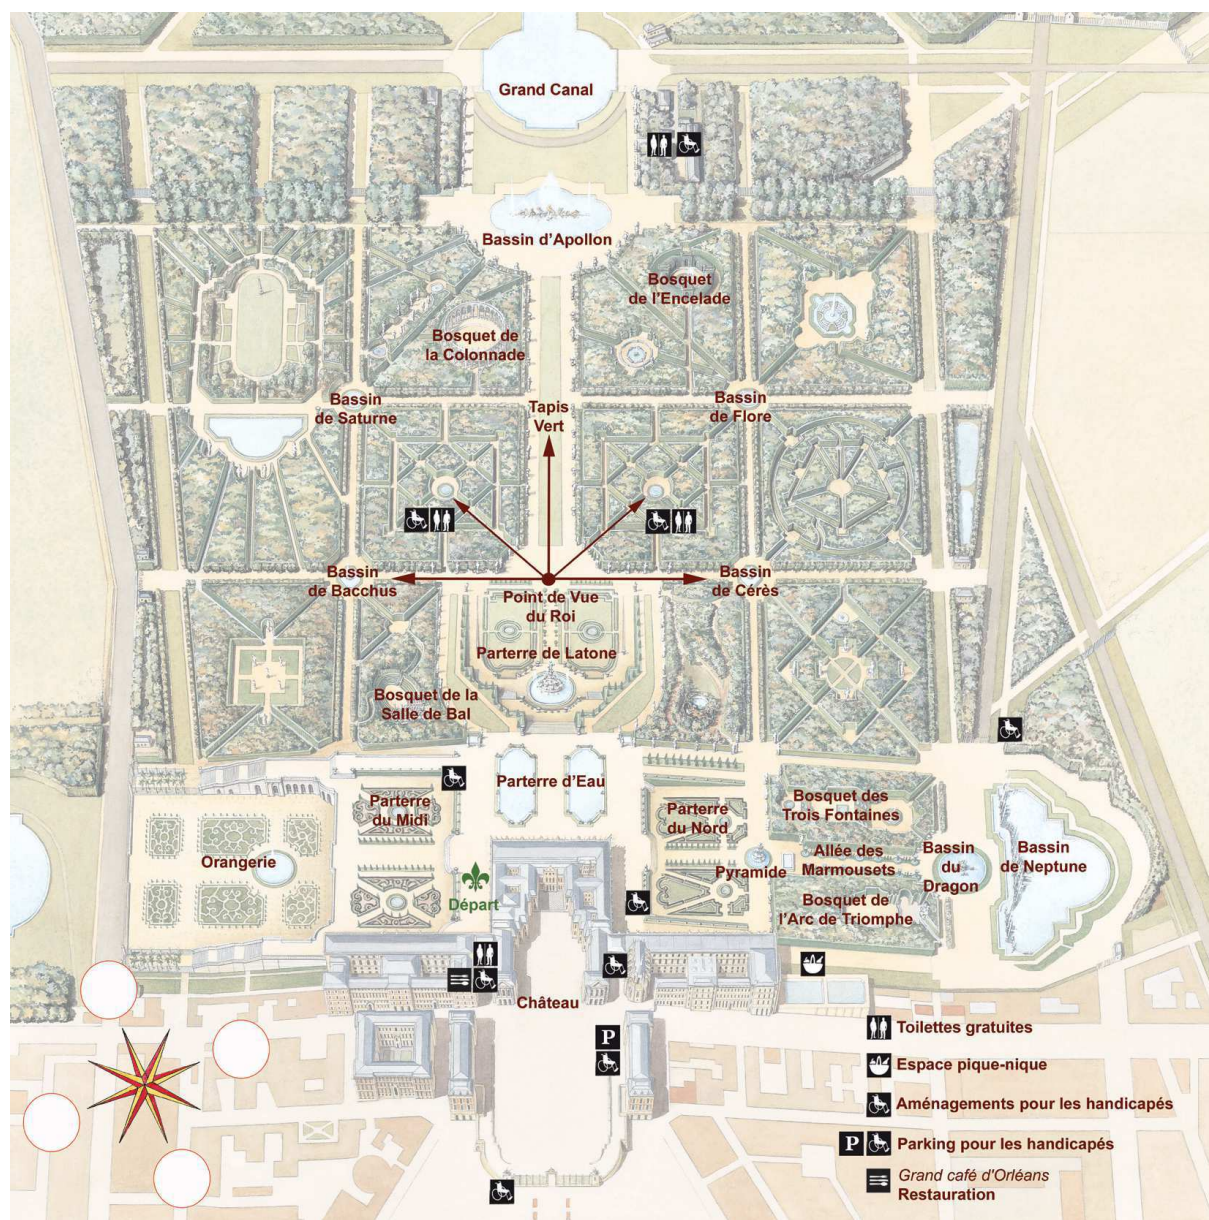 Grand Canal
Bassin d'Apollon
Bosquet
de l'Encelade
Bosquet de
la Colonnade
Bassin
de Saturne
Tapis
Vert
Bassin
de Flore
Bassin
de Bacchus
Point de Vue
du Roi
Bassin
de Cérès
Parterre de Latone
Bosquet de la
Salle de Bal
Parterre d'Eau
Parterre
du Midi
Parterre
du Nord
Bosquet des
Trois Fontaines
Orangerie
Pyramide
Allée des
Marmousets
Bassin
du
Dragon
Bassin
de Neptune
Départ
Bosquet de
l'Arc de Triomphe
Château
P
Toilettes gratuites
Espace pique-nique
Aménagements pour les handicapés
P Parking pour les handicapés
Grand café d'Orléans
Restauration